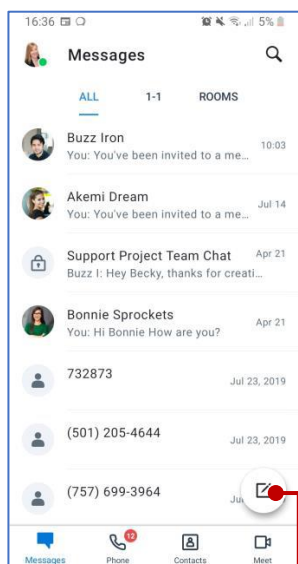 16:36 5%
Messages
ALL 1-1 ROOMS
Buzz Iron 10:03
You: You've been invited to a me...
Akemi Dream Jul 14
You: You've been invited to a me...
Support Project Team Chat Apr 21
Buzz I: Hey Becky, thanks for creati...
Bonnie Sprockets Apr 21
You: Hi Bonnie How are you?
732873 Jul 23, 2019
(501) 205-4644 Jul 23, 2019
(757) 699-3964
12
Messages Phone Contacts Meet